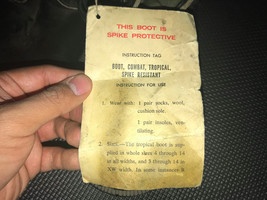 THIS BOOT IS
SPIKE PROTECTIVE
INSTRUCTION TAG
BOOT, COMBAT, TROPICAL,
SPIKE RESISTANT
INSTRUCTION FOR USE
1. Wear with: 1 pair socks, wool,
cushion sole.
1 pair insoles, ven-
tilating.
2. Size.—The tropical boot is sup-
plied in whole sizes 4 through 14
in all widths, and 3 through 14 in
XW width. In some instances it